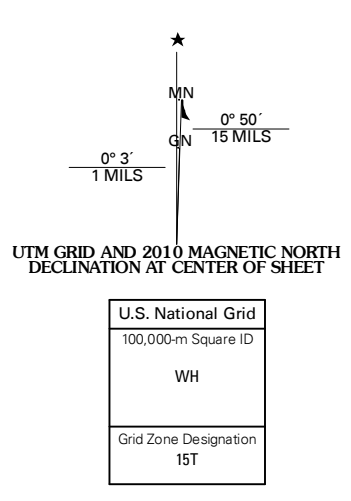 ★
MN
0° 50´
15 MILS
GN
0° 3´
1 MILS
UTM GRID AND 2010 MAGNETIC NORTH
DECLINATION AT CENTER OF SHEET
U.S. National Grid
100,000-m Square ID
WH
Grid Zone Designation
15T